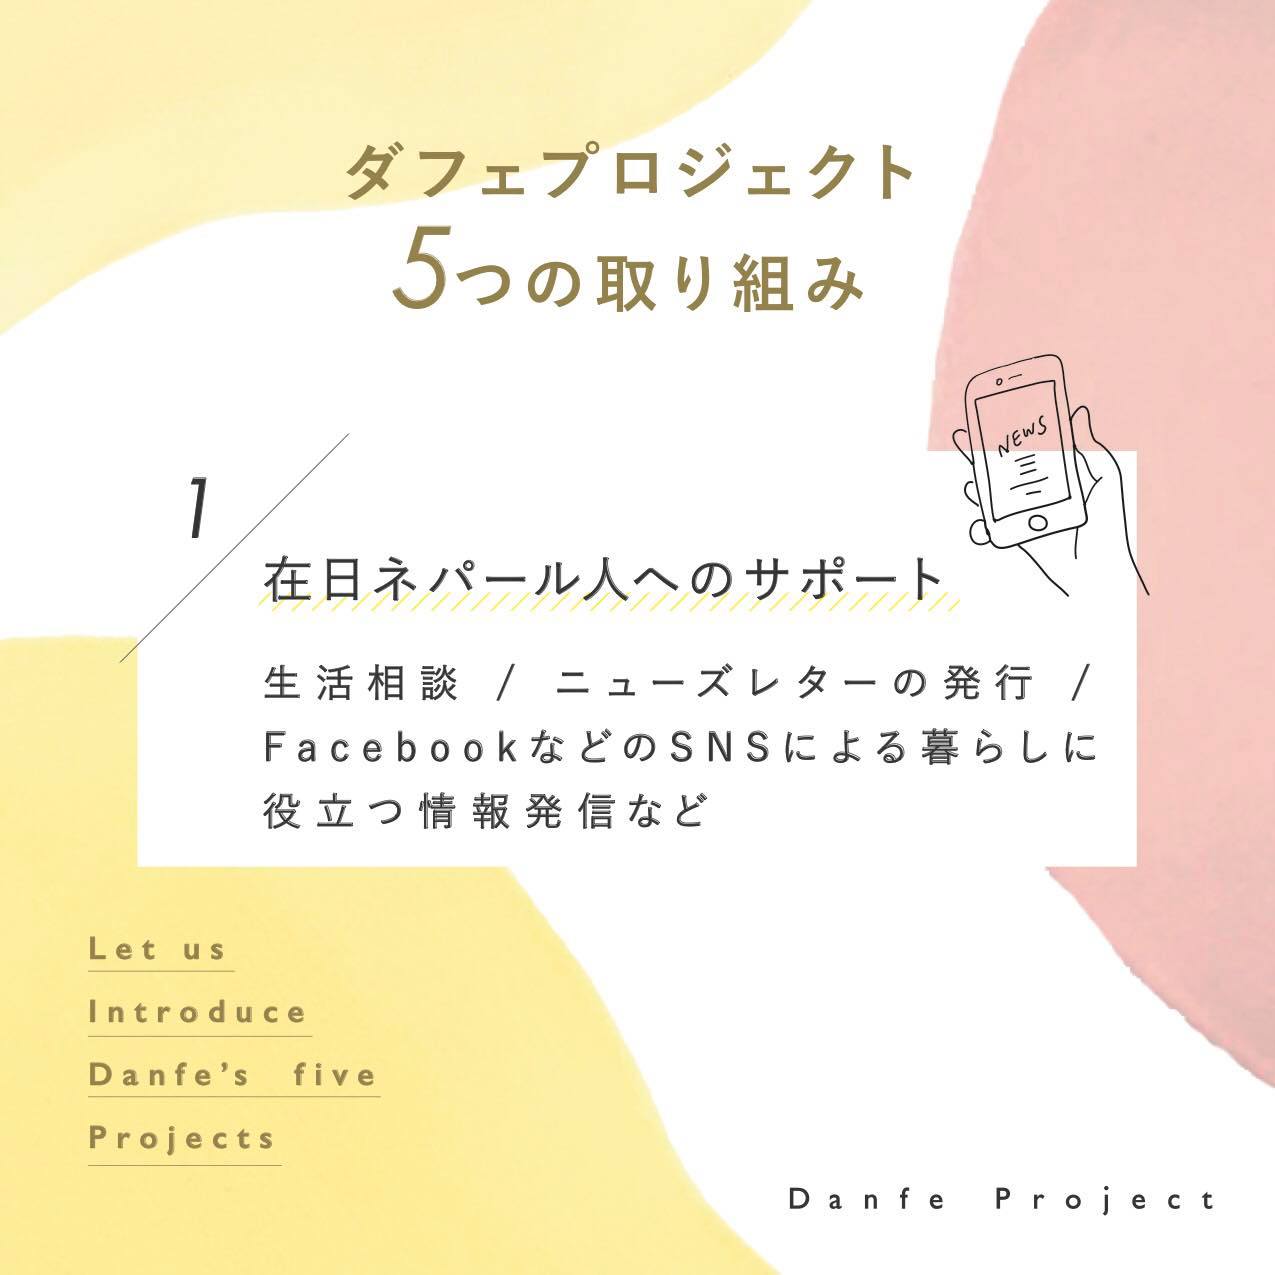 ダフェプロジェクト
5つの取り組み
NEWS
1
在日ネパール人へのサポート
生活相談 / ニューズレターの発行 /
FacebookなどのSNSによる暮らしに
役立つ情報発信など
Let us
Introduce
Danfe’s five
Projects
Danfe Project